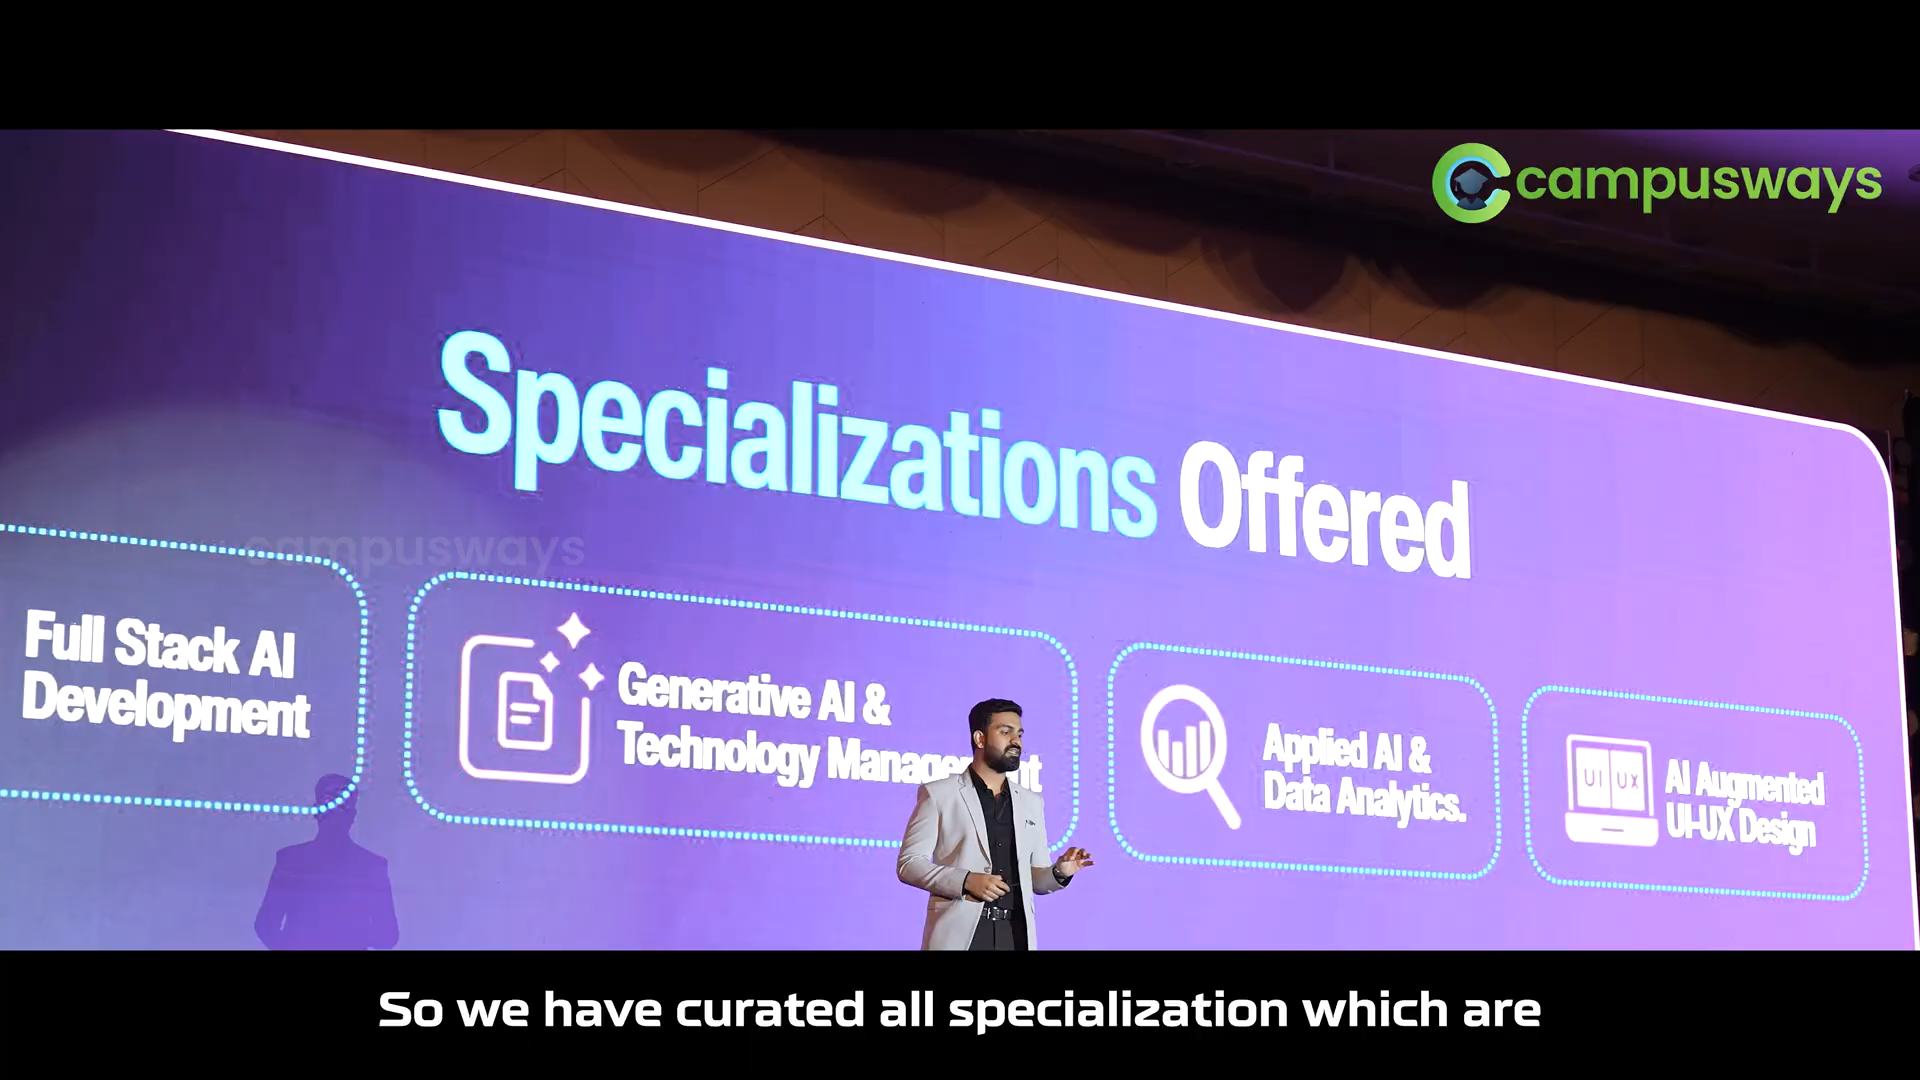 campusways
Specializations Offered
campusways
Full Stack AI
Development
Generative AI &
Technology Management
Applied AI &
Data Analytics.
UI UX
AI Augmented
UI-UX Design
So we have curated all specialization which are